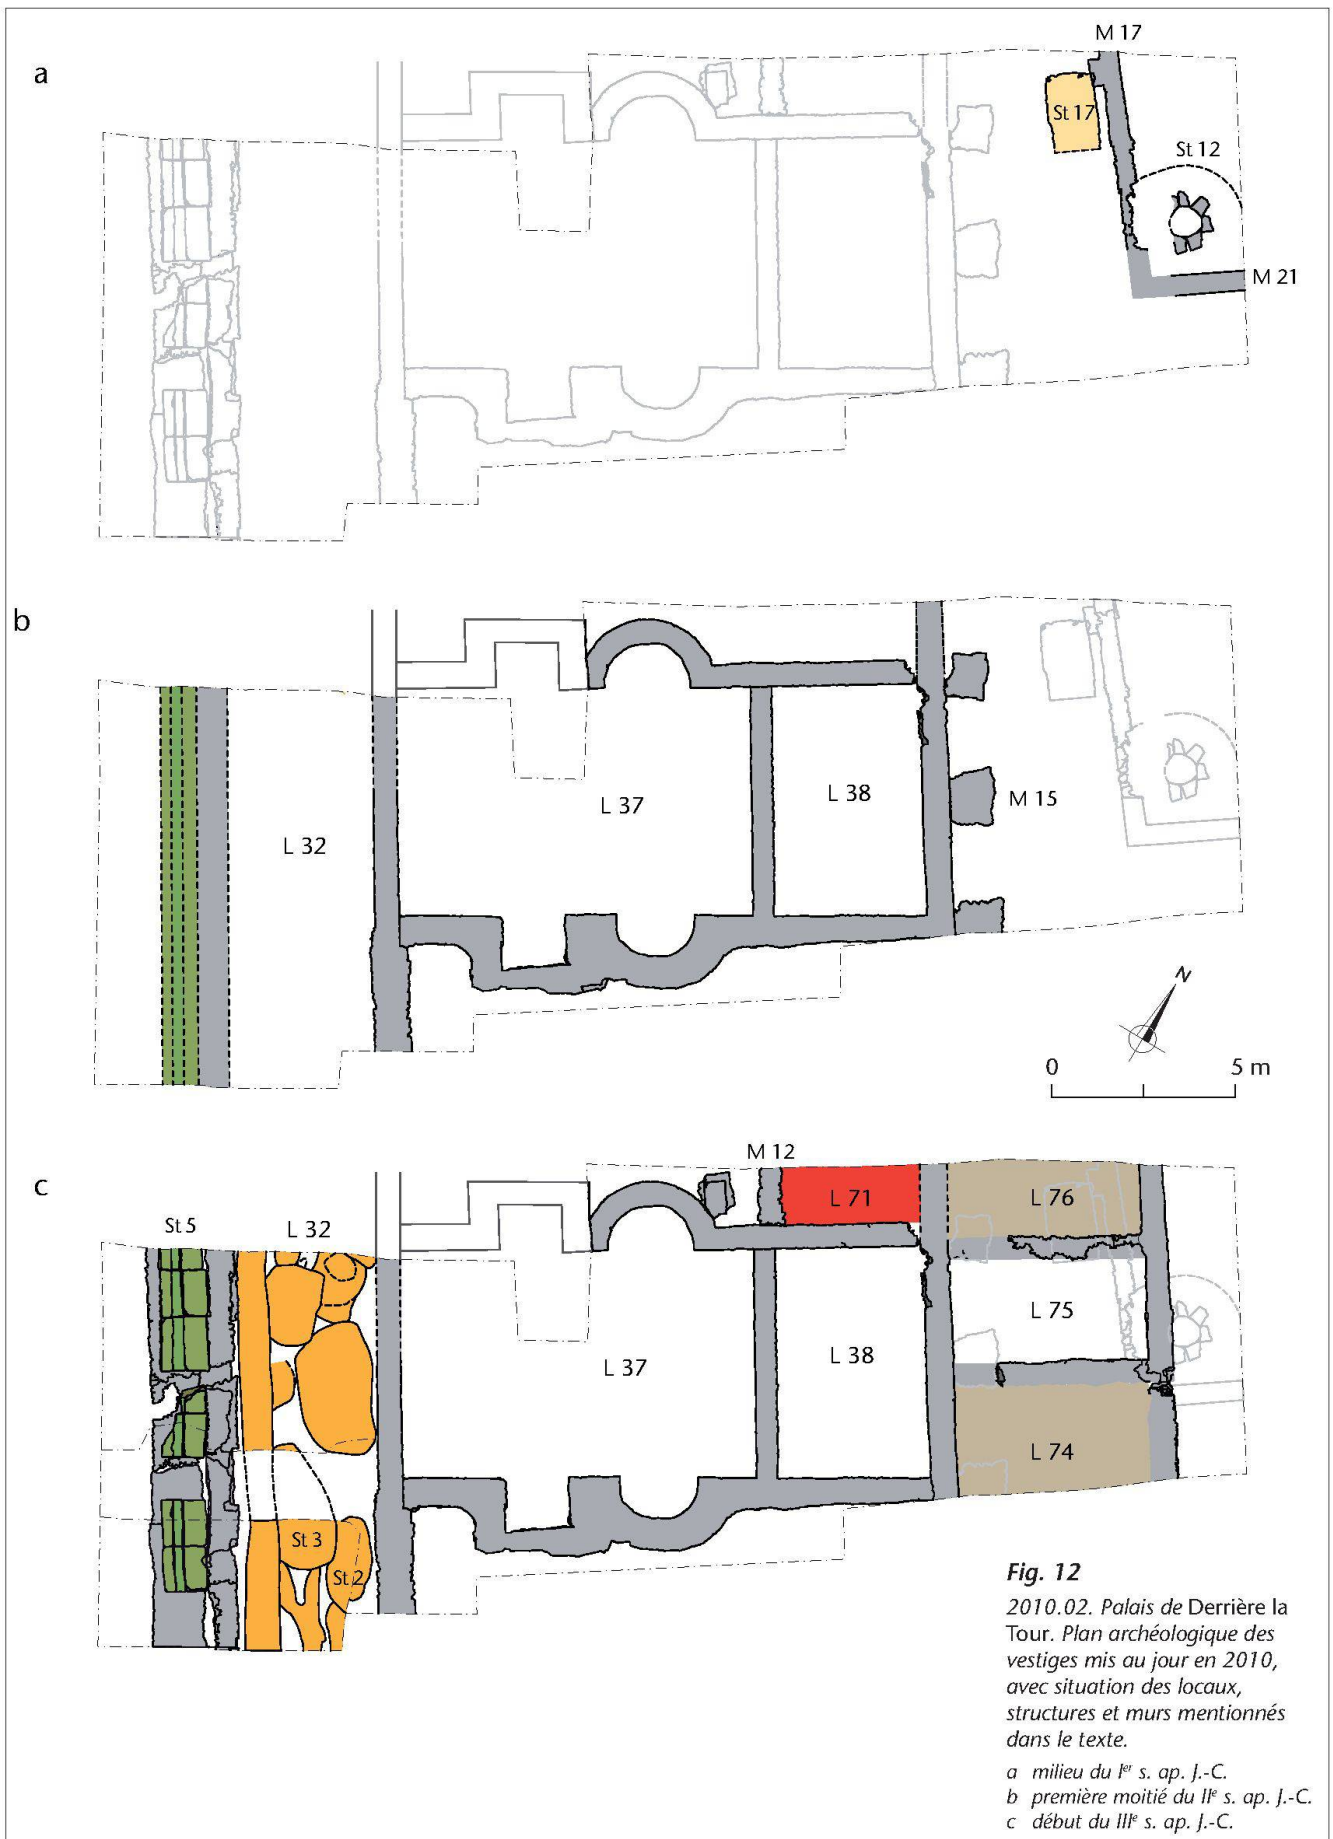 a
M 17
St 17
St 12
M 21
b
L 37
L 38
M 15
L 32
N
0 5 m
c
M 12
L 71
L 76
St 5
L 32
L 75
L 37
L 38
L 74
St 3
St 2
Fig. 12
2010.02. Palais de Derrière la
Tour. Plan archéologique des
vestiges mis au jour en 2010,
avec situation des locaux,
structures et murs mentionnés
dans le texte.
a milieu du Ier s. ap. J.-C.
b première moitié du IIe s. ap. J.-C.
c début du IIIe s. ap. J.-C.